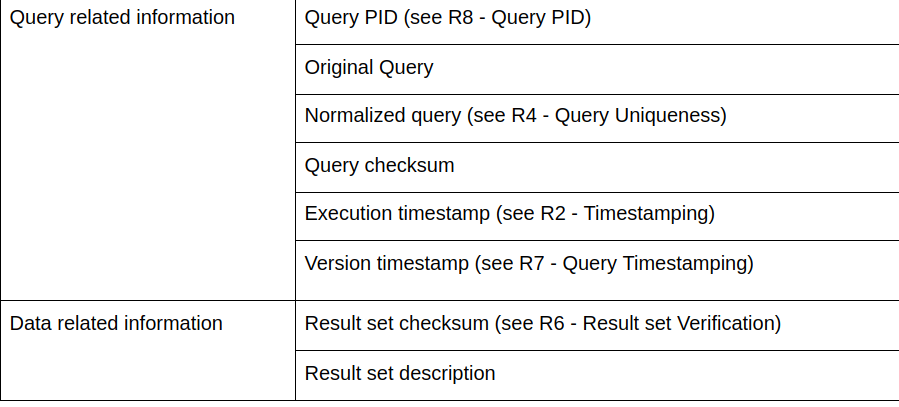 Query related information
Query PID (see R8 - Query PID)
Original Query
Normalized query (see R4 - Query Uniqueness)
Query checksum
Execution timestamp (see R2 - Timestamping)
Version timestamp (see R7 - Query Timestamping)
Data related information
Result set checksum (see R6 - Result set Verification)
Result set description